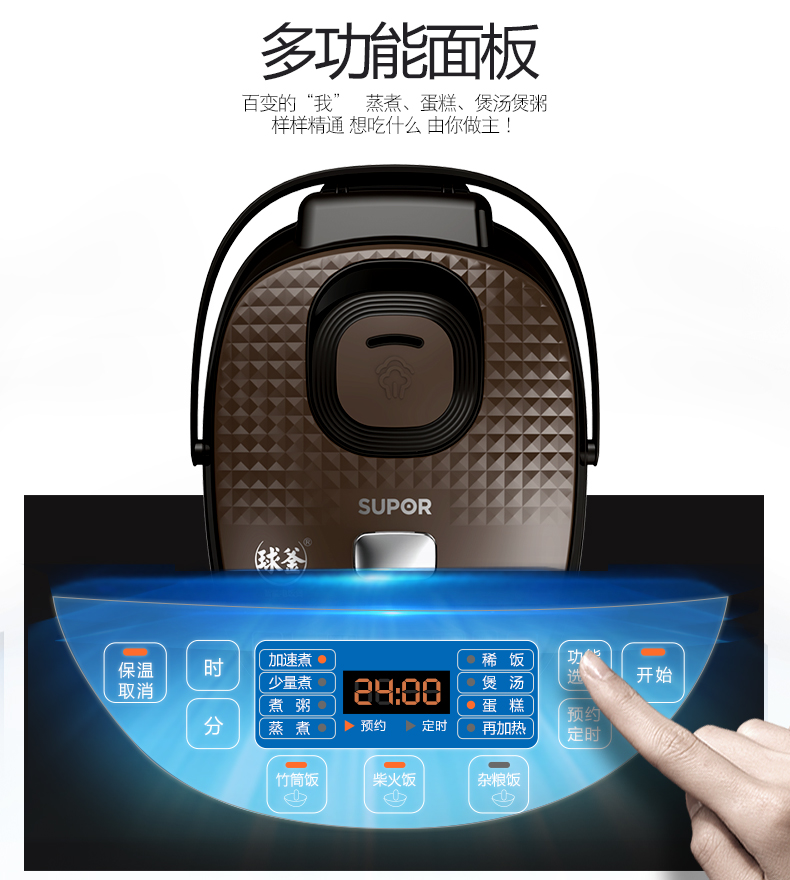 多功能面板
百变的“我” 蒸煮、蛋糕、煲汤煲粥
样样精通 想吃什么 由你做主！
SUPOR
球釜®
保温
取消
时
分
加速煮
少量煮
煮 粥
蒸 煮
24:00
预约
定时
稀 饭
煲 汤
蛋 糕
再加热
功能
选
预约
定时
开始
竹筒饭
柴火饭
杂粮饭